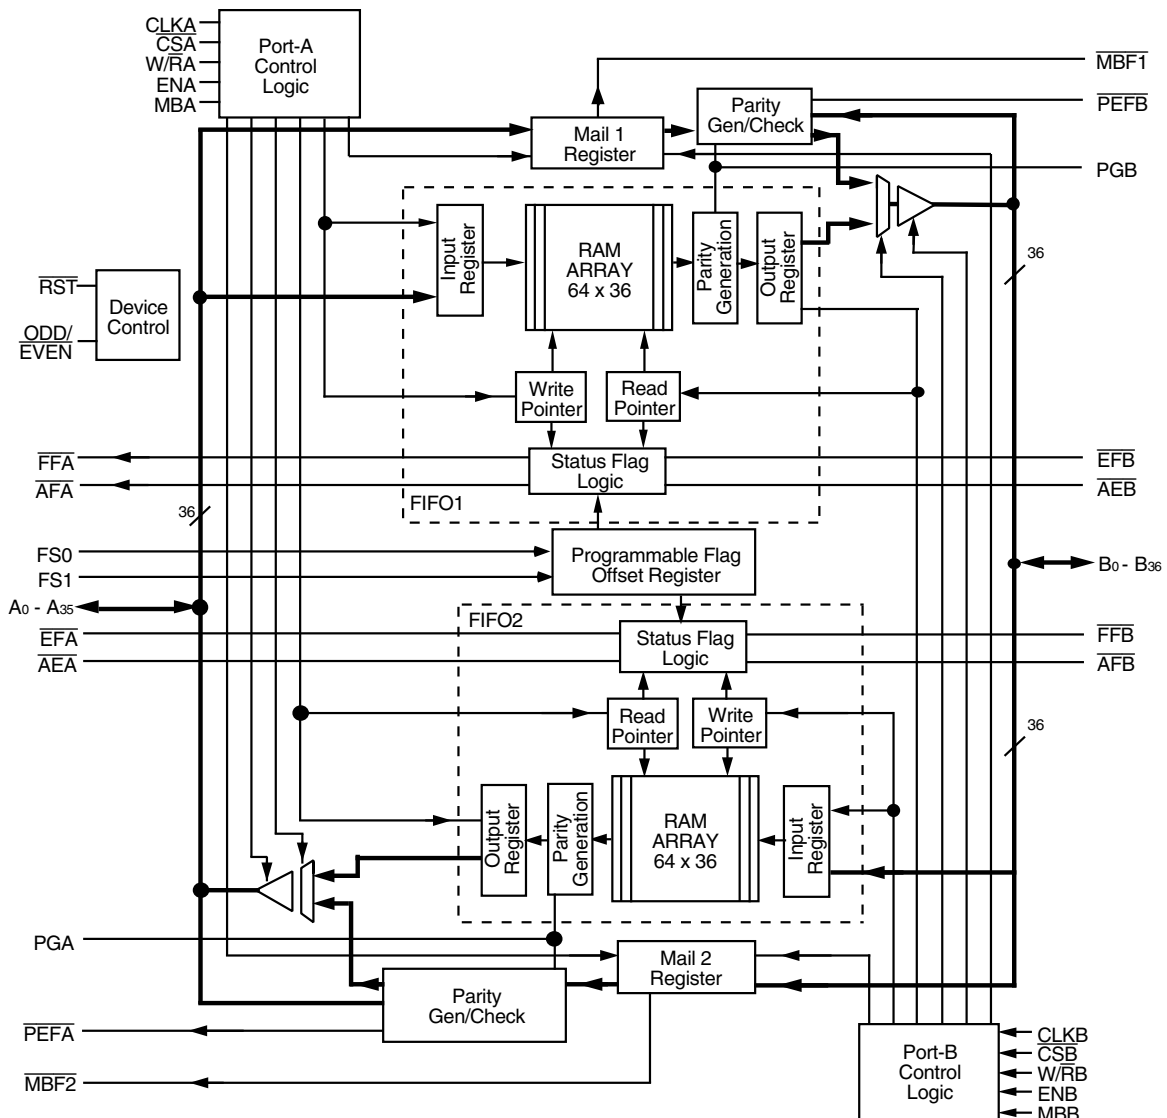 CLKA
CSA
W/RA
ENA
MBA
Port-A
Control
Logic
MBF1
Mail 1
Register
Parity
Gen/Check
PEFB
PGB
Input
Register
RAM
ARRAY
64 x 36
Parity
Generation
Output
Register
36
RST
ODD/
EVEN
Device
Control
Write
Pointer
Read
Pointer
FFA
AFA
Status Flag
Logic
EFB
AEB
FIFO1
36
FS0
FS1
Programmable Flag
Offset Register
A0 - A35
B0 - B36
FIFO2
EFA
AEA
Status Flag
Logic
FFB
AFB
Read
Pointer
Write
Pointer
36
Output
Register
Parity
Generation
RAM
ARRAY
64 x 36
Input
Register
PGA
Mail 2
Register
Parity
Gen/Check
PEFA
MBF2
Port-B
Control
Logic
CLKB
CSB
W/RB
ENB
MBB